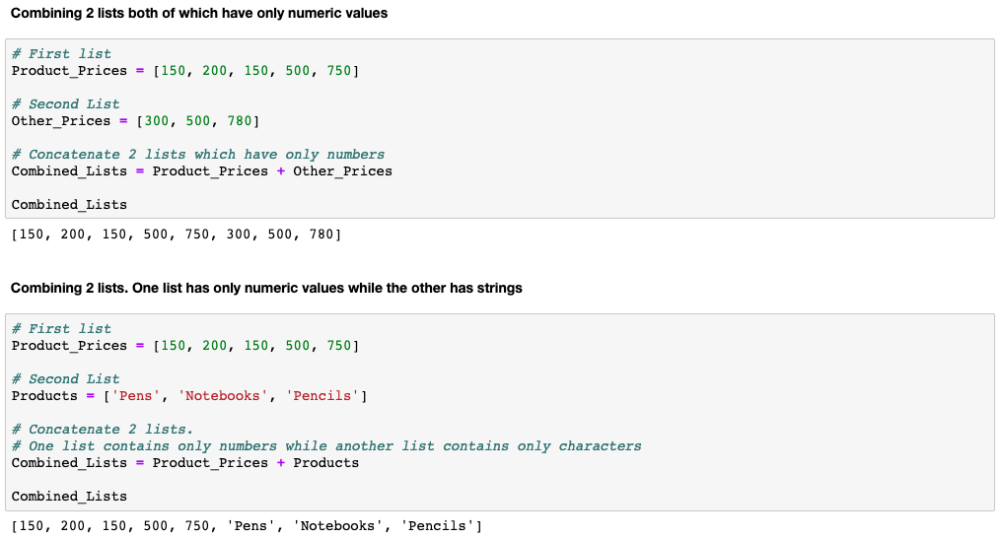 Combining 2 lists both of which have only numeric values
# First list
Product_Prices = [150, 200, 150, 500, 750]
# Second List
Other_Prices = [300, 500, 780]
# Concatenate 2 lists which have only numbers
Combined_Lists = Product_Prices + Other_Prices
Combined_Lists
[150, 200, 150, 500, 750, 300, 500, 780]
Combining 2 lists. One list has only numeric values while the other has strings
# First list
Product_Prices = [150, 200, 150, 500, 750]
# Second List
Products = ['Pens', 'Notebooks', 'Pencils']
# Concatenate 2 lists.
# One list contains only numbers while another list contains only characters
Combined_Lists = Product_Prices + Products
Combined_Lists
[150, 200, 150, 500, 750, 'Pens', 'Notebooks', 'Pencils']